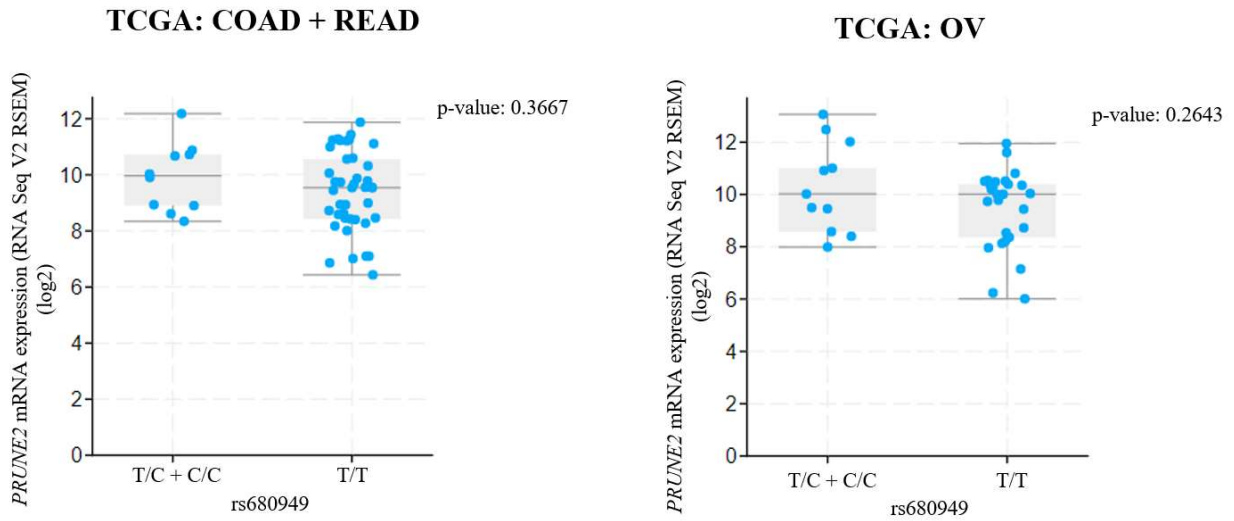 TCGA: COAD + READ
PRUNE2 mRNA expression (RNA Seq V2 RSEM)
(log2)
12
10
8
6
4
2
0
p-value: 0.3667
T/C + C/C
T/T
rs680949
TCGA: OV
PRUNE2 mRNA expression (RNA Seq V2 RSEM)
(log2)
12
10
8
6
4
2
0
p-value: 0.2643
T/C + C/C
T/T
rs680949